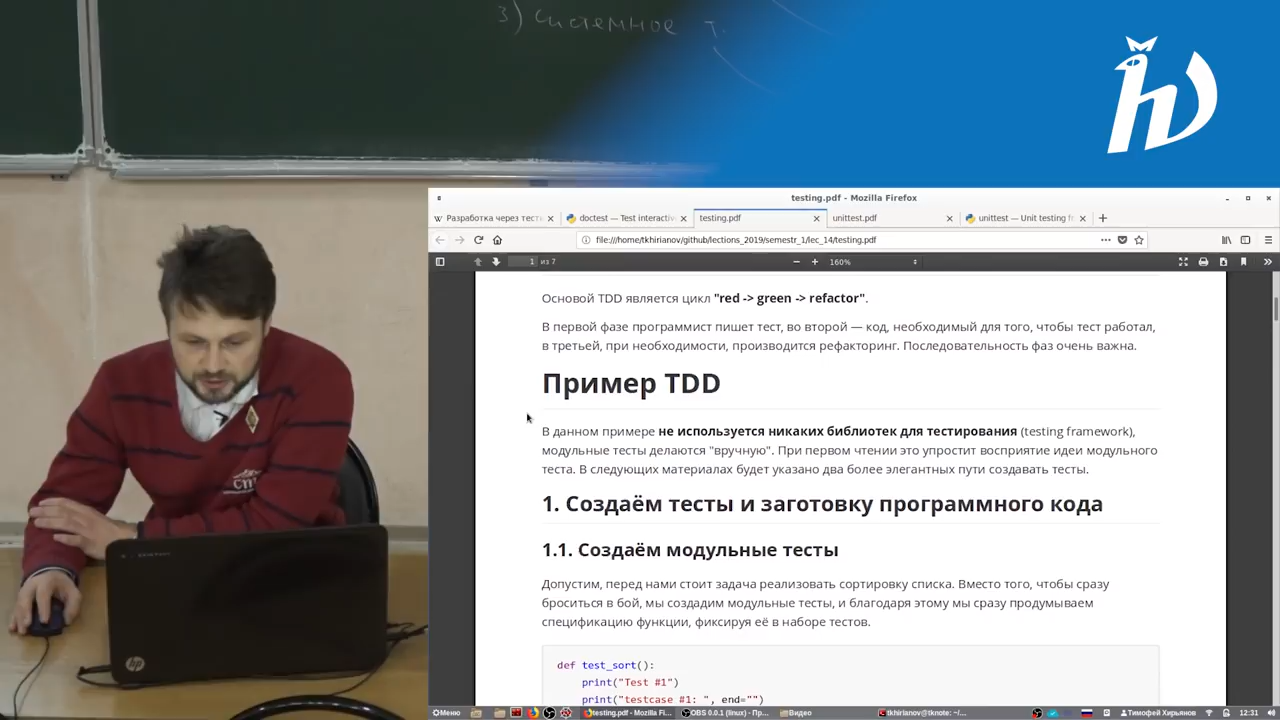 3) системное т.
testing.pdf - Mozilla Firefox
Разработка через тести
doctest — Test interactiv
testing.pdf
unittest.pdf
unittest — Unit testing fr
file:///home/tkhirianov/github/lections_2019/semestr_1/lec_14/testing.pdf
1 из 7
160%
Основой TDD является цикл "red -> green -> refactor".
В первой фазе программист пишет тест, во второй — код, необходимый для того, чтобы тест работал,
в третьей, при необходимости, производится рефакторинг. Последовательность фаз очень важна.
Пример TDD
В данном примере не используется никаких библиотек для тестирования (testing framework),
модульные тесты делаются "вручную". При первом чтении это упростит восприятие идеи модульного
теста. В следующих материалах будет указано два более элегантных пути создавать тесты.
1. Создаём тесты и заготовку программного кода
1.1. Создаём модульные тесты
Допустим, перед нами стоит задача реализовать сортировку списка. Вместо того, чтобы сразу
броситься в бой, мы создадим модульные тесты, и благодаря этому мы сразу продумываем
спецификацию функции, фиксируя её в наборе тестов.
def test_sort():
print("Test #1")
print("testcase #1: ", end="")
Меню
testing.pdf - Mozilla Fi...
OBS 0.0.1 (linux) - Пр...
Видео
tkhirianov@tknote: ~/...
Тимофей Хирьянов
12:31
hp